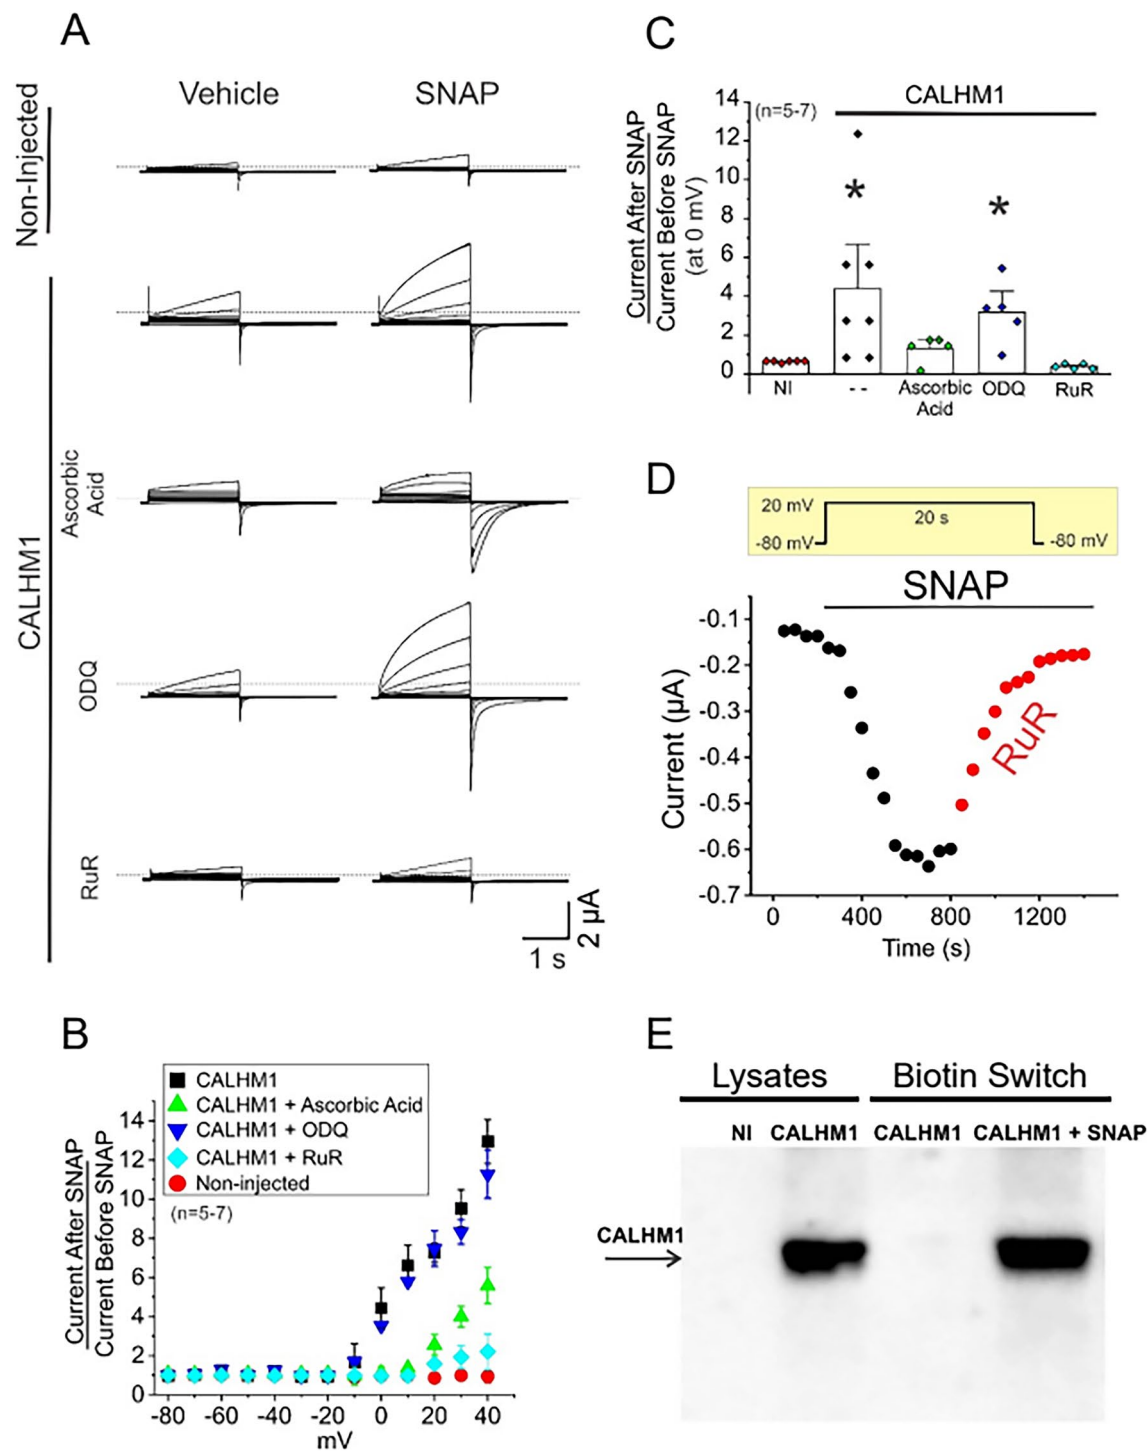 A
Vehicle
SNAP
Non-Injected
CALHM1
Ascorbic
Acid
ODQ
RuR
2 µA
1 s
B
CALHM1
CALHM1 + Ascorbic Acid
CALHM1 + ODQ
CALHM1 + RuR
Non-injected
(n=5-7)
Current After SNAP
Current Before SNAP
14
12
10
8
6
4
2
0
-80 -60 -40 -20 0 20 40
mV
C
CALHM1
(n=5-7)
Current After SNAP
Current Before SNAP
(at 0 mV)
14
12
10
8
6
4
2
0
*
*
NI -- Ascorbic ODQ RuR
Acid
D
20 mV
20 s
-80 mV
-80 mV
SNAP
Current (µA)
-0.1
-0.2
-0.3
-0.4
-0.5
-0.6
-0.7
RuR
0 400 800 1200
Time (s)
E
Lysates Biotin Switch
NI CALHM1 CALHM1 CALHM1 + SNAP
CALHM1